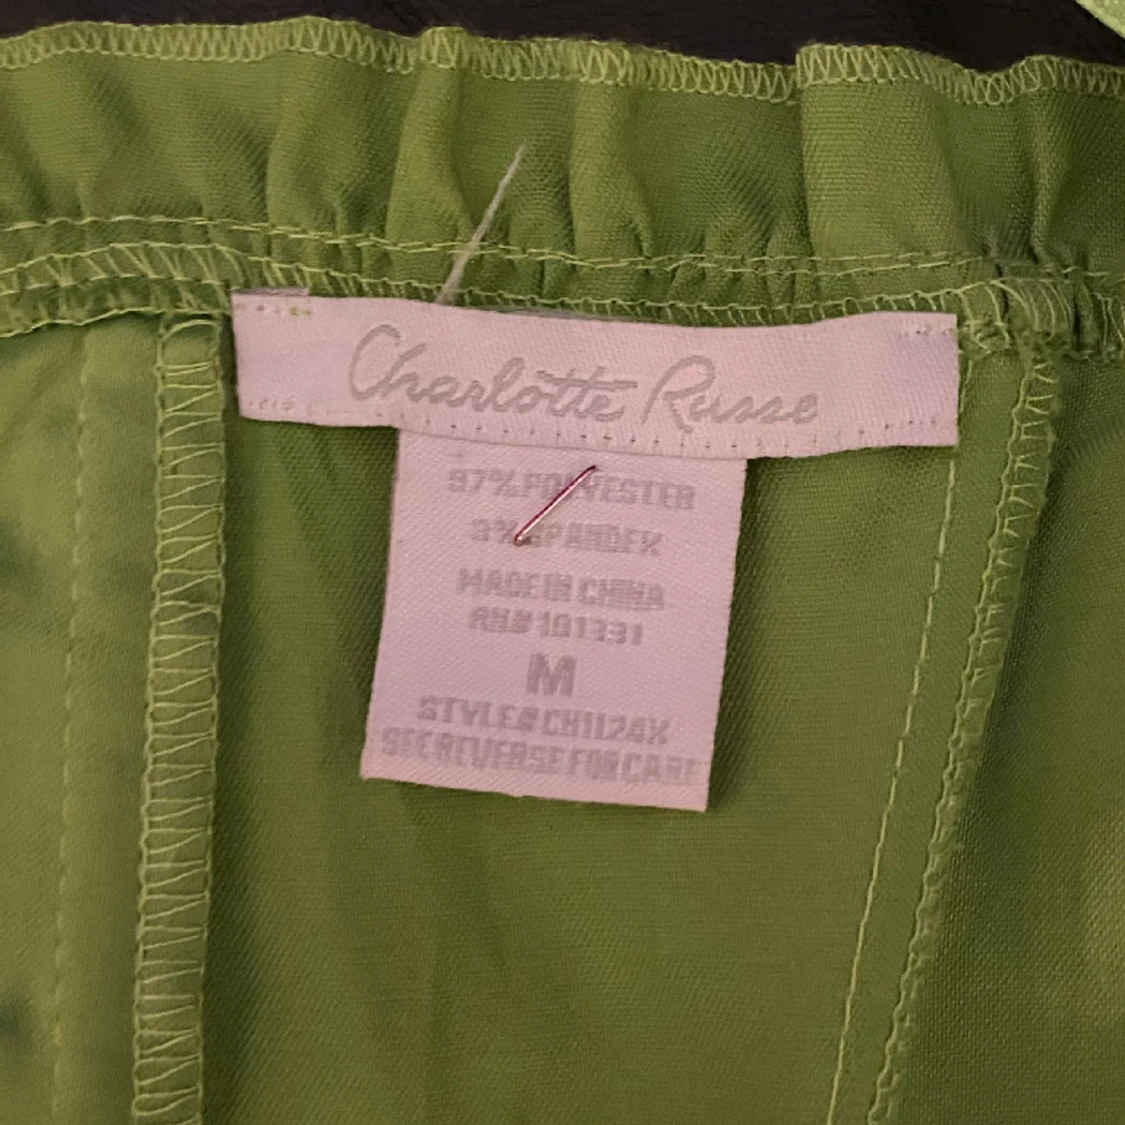 Charlotte Russe
97% POLYESTER
3% SPANDEX
MADE IN CHINA
RN# 101331
M
STYLE# CH1124X
SEE REVERSE FOR CARE